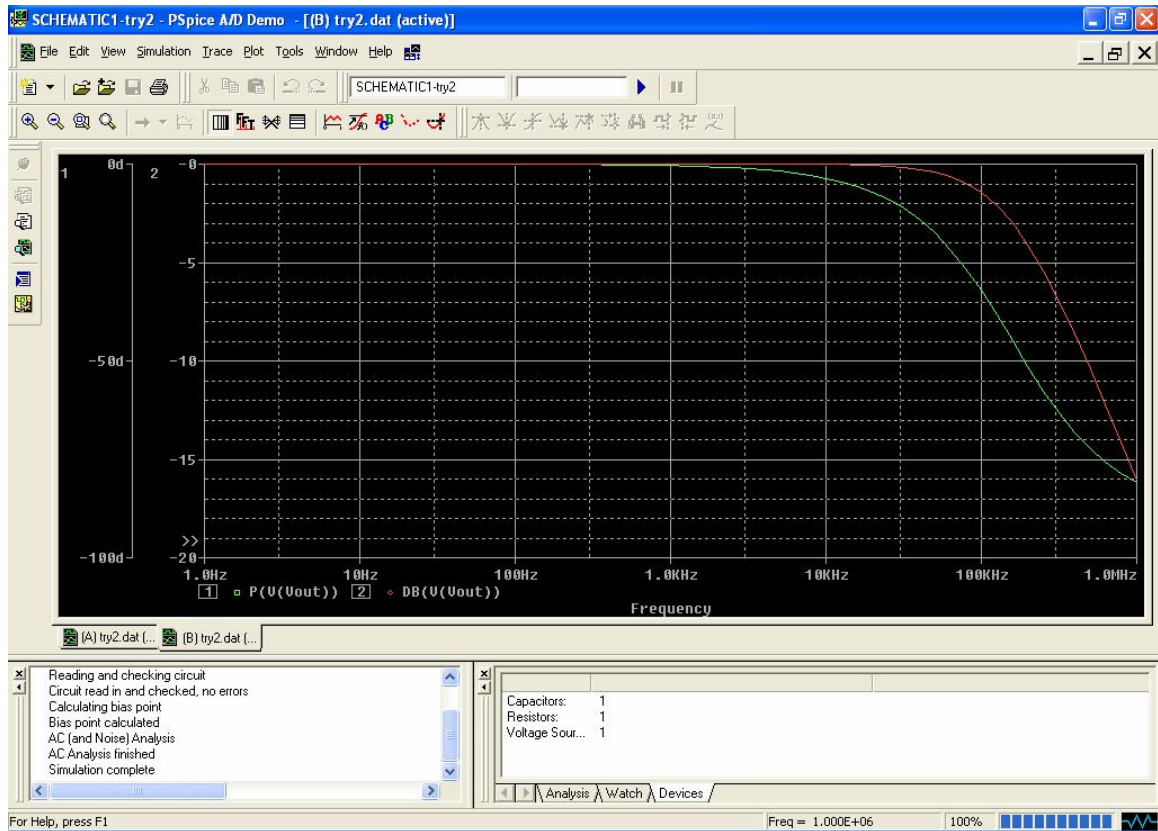 SCHEMATIC1-try2 - PSpice A/D Demo - [(B) try2.dat (active)]
File Edit View Simulation Trace Plot Tools Window Help
SCHEMATIC1-try2
1 0d 2 -0
-5
-50d -10
-15
>>
-100d -20
1.0Hz 10Hz 100Hz 1.0KHz 10KHz 100KHz 1.0MHz
1 P(V(Vout)) 2 DB(V(Vout))
Frequency
(A) try2.dat (... (B) try2.dat (...
Reading and checking circuit
Circuit read in and checked, no errors
Calculating bias point
Bias point calculated
AC (and Noise) Analysis
AC Analysis finished
Simulation complete
Capacitors: 1
Resistors: 1
Voltage Sour... 1
Analysis Watch Devices
For Help, press F1 Freq = 1.000E+06 100%